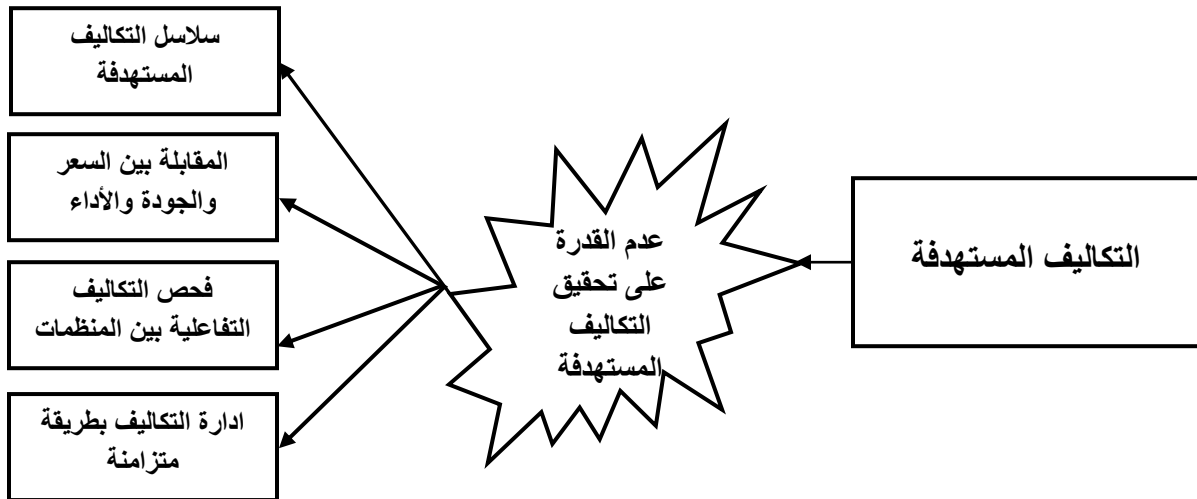 التكاليف المستهدفة
عدم القدرة
على تحقيق
التكاليف
المستهدفة
سلاسل التكاليف
المستهدفة
المقابلة بين السعر
والجودة والأداء
فحص التكاليف
التفاعلية بين المنظمات
ادارة التكاليف بطريقة
متزامنة